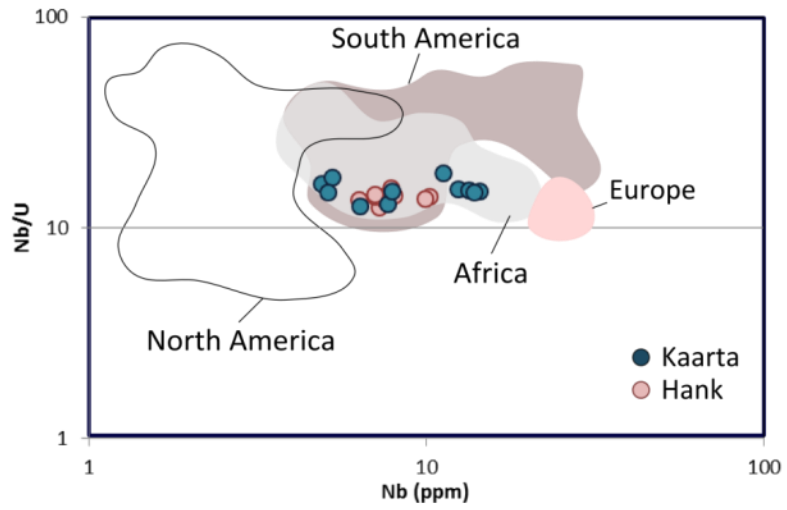 100
South America
Nb/U
10
Europe
Africa
North America
Kaarta
Hank
1
1
10
100
Nb (ppm)